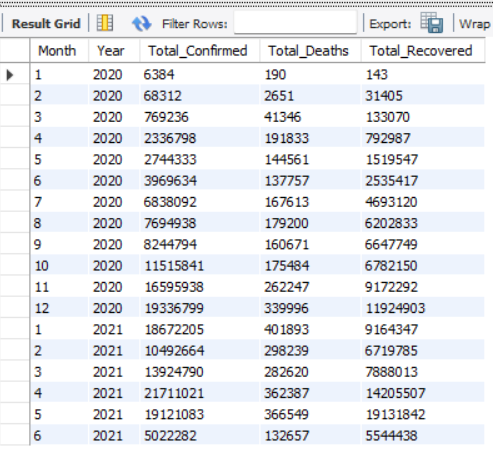 Result Grid Filter Rows: Export: Wrap
Month Year Total_Confirmed Total_Deaths Total_Recovered
1 2020 6384 190 143
2 2020 68312 2651 31405
3 2020 769236 41346 133070
4 2020 2336798 191833 792987
5 2020 2744333 144561 1519547
6 2020 3969634 137757 2535417
7 2020 6838092 167613 4693120
8 2020 7694938 179200 6202833
9 2020 8244794 160671 6647749
10 2020 11515841 175484 6782150
11 2020 16595938 262247 9172292
12 2020 19336799 339996 11924903
1 2021 18672205 401893 9164347
2 2021 10492664 298239 6719785
3 2021 13924790 282620 7888013
4 2021 21711021 362387 14205507
5 2021 19121083 366549 19131842
6 2021 5022282 132657 5544438